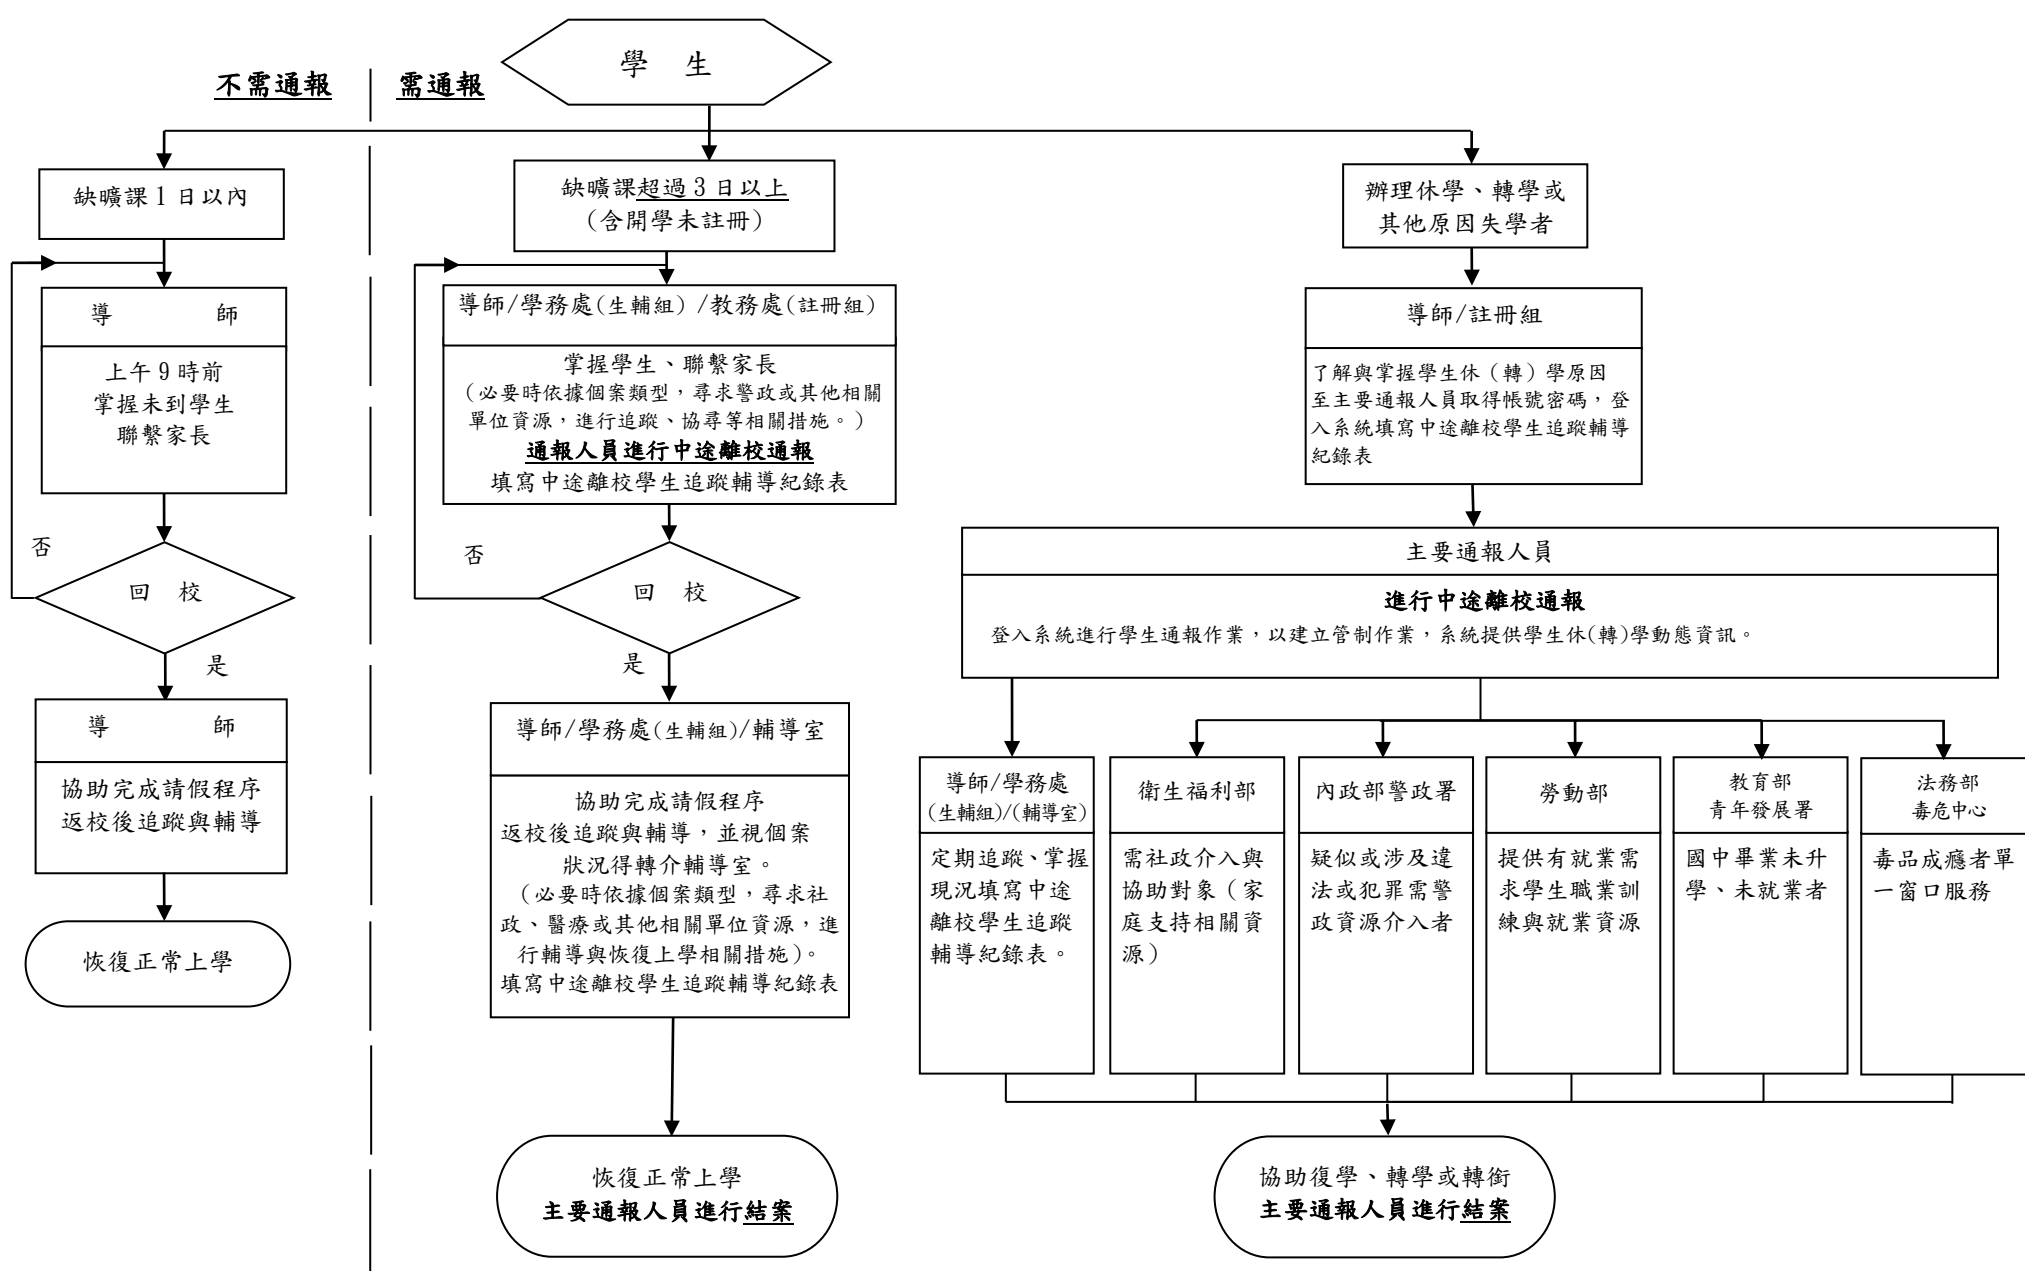 學 生
不需通報
需通報
缺曠課 1 日以內
導 師
上午 9 時前
掌握未到學生
聯繫家長
否
回 校
是
導 師
協助完成請假程序
返校後追蹤與輔導
恢復正常上學
缺曠課超過 3 日以上
(含開學未註冊)
導師/學務處(生輔組) /教務處(註冊組)
掌握學生、聯繫家長
(必要時依據個案類型，尋求警政或其他相關
單位資源，進行追蹤、協尋等相關措施。)
通報人員進行中途離校通報
填寫中途離校學生追蹤輔導紀錄表
否
回 校
是
導師/學務處(生輔組)/輔導室
協助完成請假程序
返校後追蹤與輔導，並視個案
狀況得轉介輔導室。
(必要時依據個案類型，尋求社
政、醫療或其他相關單位資源，進
行輔導與恢復上學相關措施)。
填寫中途離校學生追蹤輔導紀錄表
恢復正常上學
主要通報人員進行結案
辦理休學、轉學或
其他原因失學者
導師/註冊組
了解與掌握學生休（轉）學原因
至主要通報人員取得帳號密碼，登
入系統填寫中途離校學生追蹤輔導
紀錄表
主要通報人員
進行中途離校通報
登入系統進行學生通報作業，以建立管制作業，系統提供學生休(轉)學動態資訊。
導師/學務處
(生輔組)/(輔導室)
定期追蹤、掌握
現況填寫中途
離校學生追蹤
輔導紀錄表。
衛生福利部
需社政介入與
協助對象（家
庭支持相關資
源）
內政部警政署
疑似或涉及違
法或犯罪需警
政資源介入者
勞動部
提供有就業需
求學生職業訓
練與就業資源
教育部
青年發展署
國中畢業未升
學、未就業者
法務部
毒危中心
毒品成癮者單
一窗口服務
協助復學、轉學或轉銜
主要通報人員進行結案